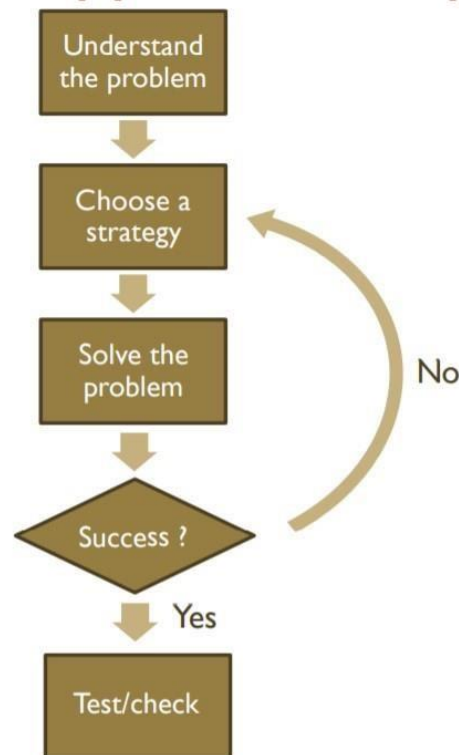 Understand
the problem
Choose a
strategy
Solve the
problem
No
Success ?
Yes
Test/check